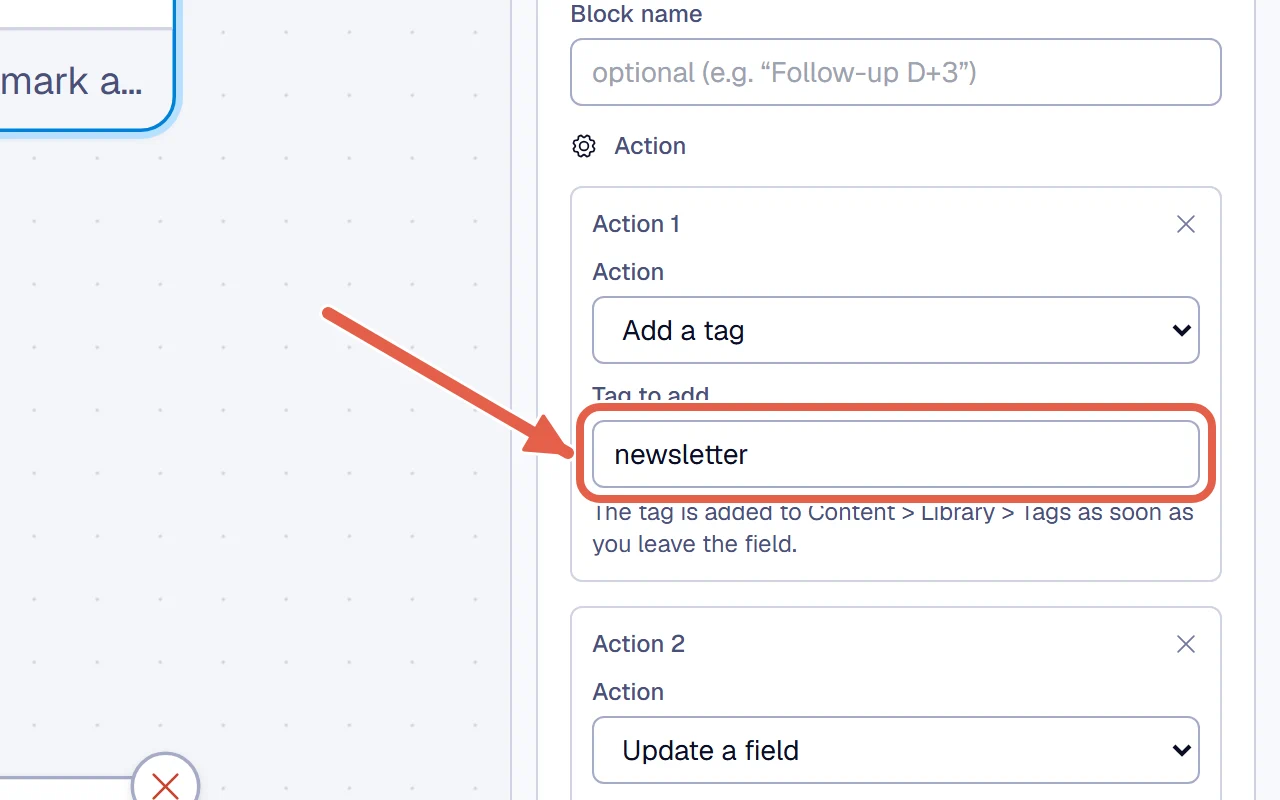 mark a...
Block name
optional (e.g. “Follow-up D+3”)
Action
Action 1
Action
Add a tag
Tag to add
newsletter
The tag is added to Content > Library > Tags as soon as
you leave the field.
Action 2
Action
Update a field